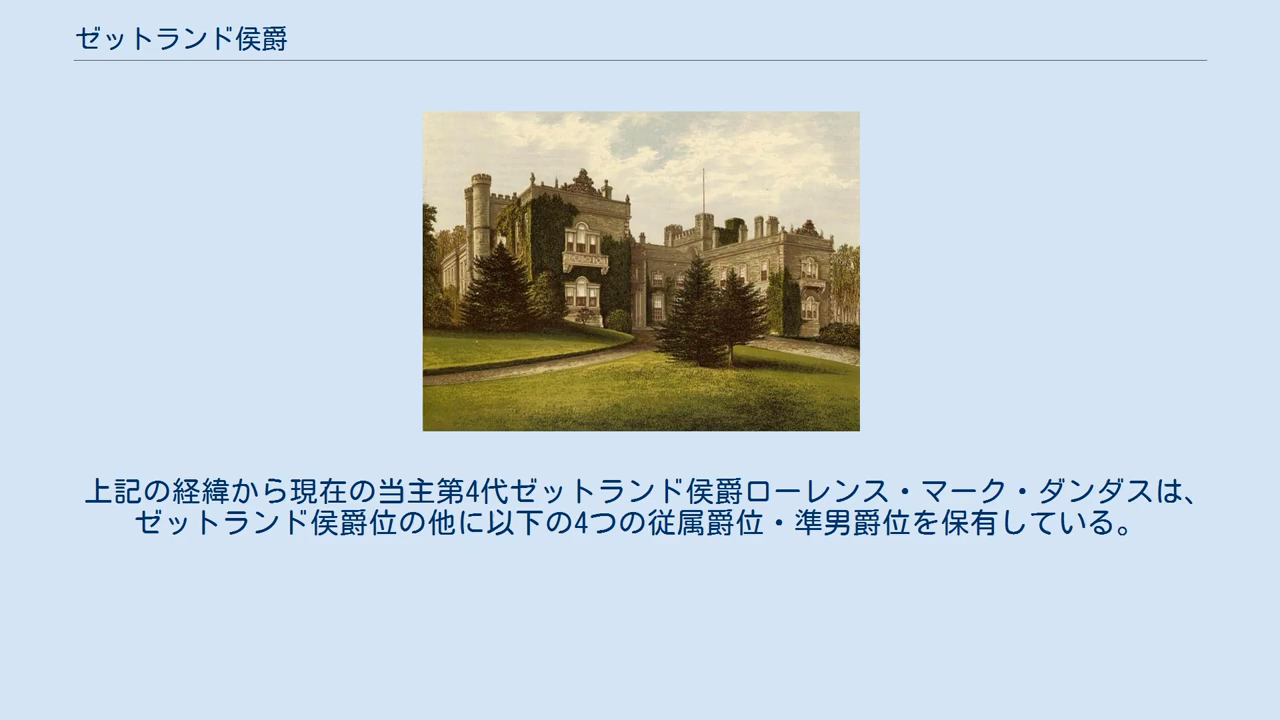 ゼットランド侯爵
上記の経緯から現在の当主第4代ゼットランド侯爵ローレンス・マーク・ダンダスは、
ゼットランド侯爵位の他に以下の4つの従属爵位・準男爵位を保有している。